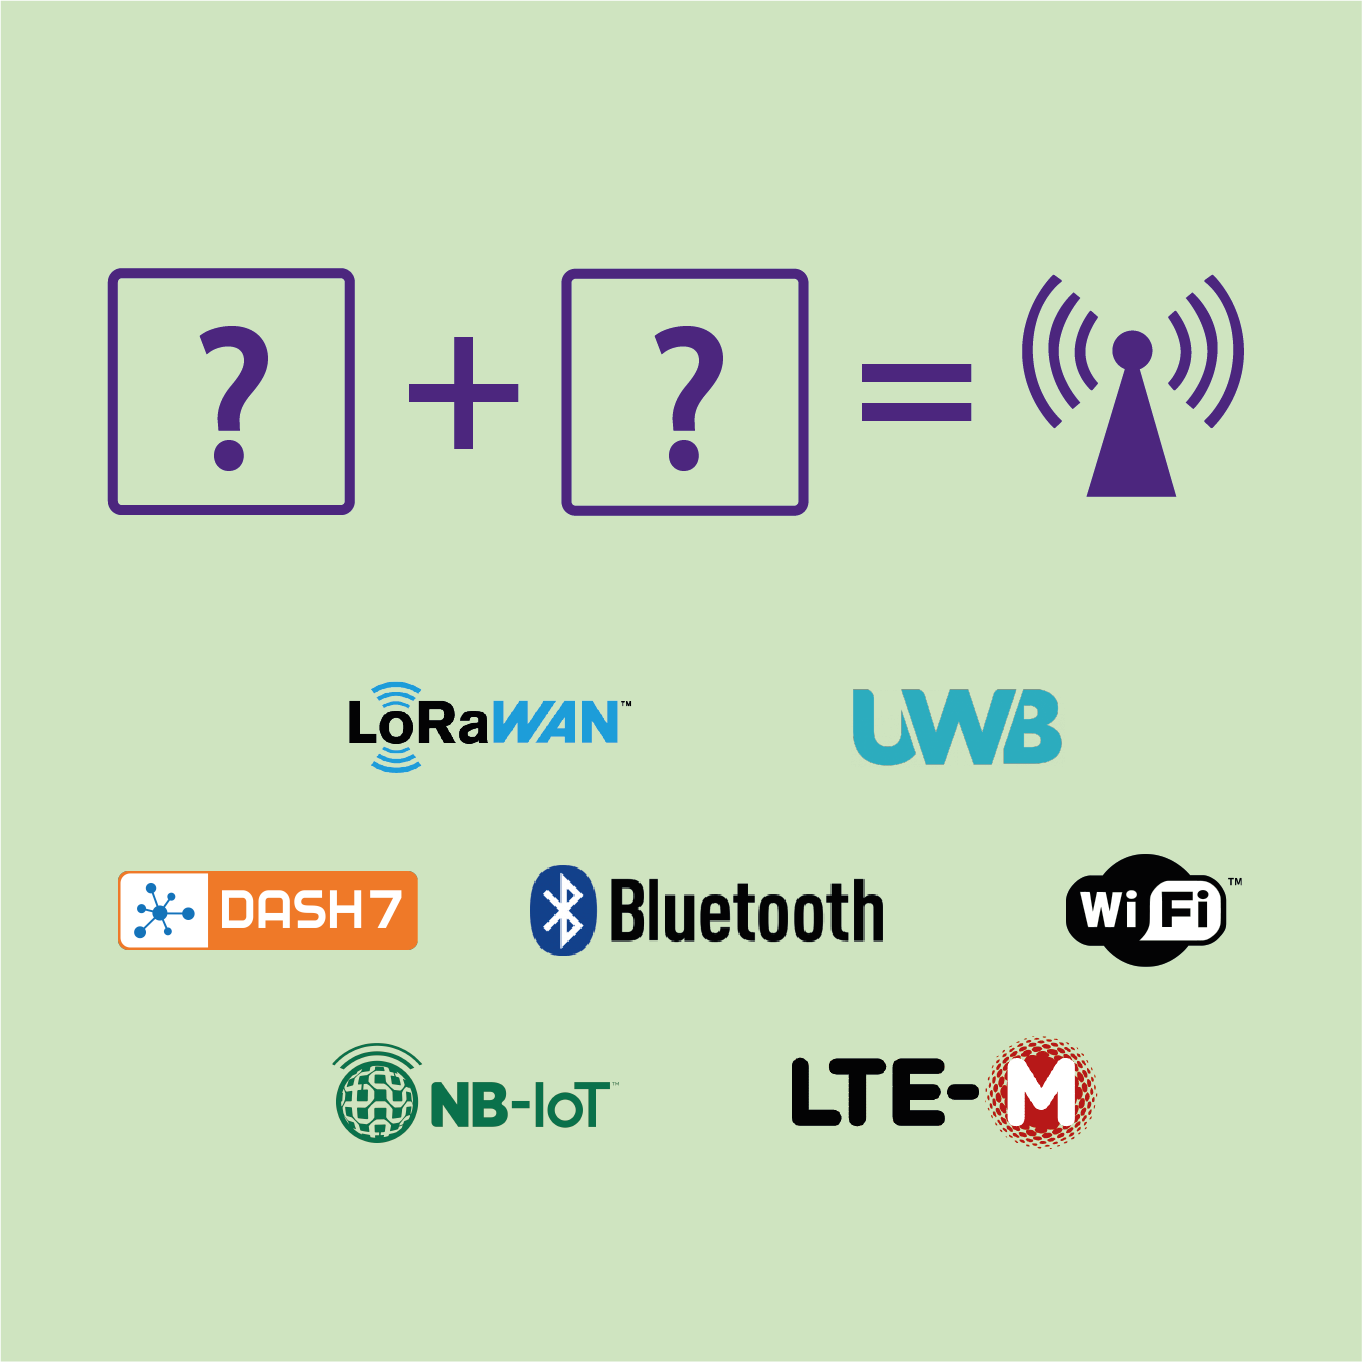 ? + ? =
LoRaWAN™
UWB
DASH7
Bluetooth
WiFi™
NB-IoT™
LTE-M